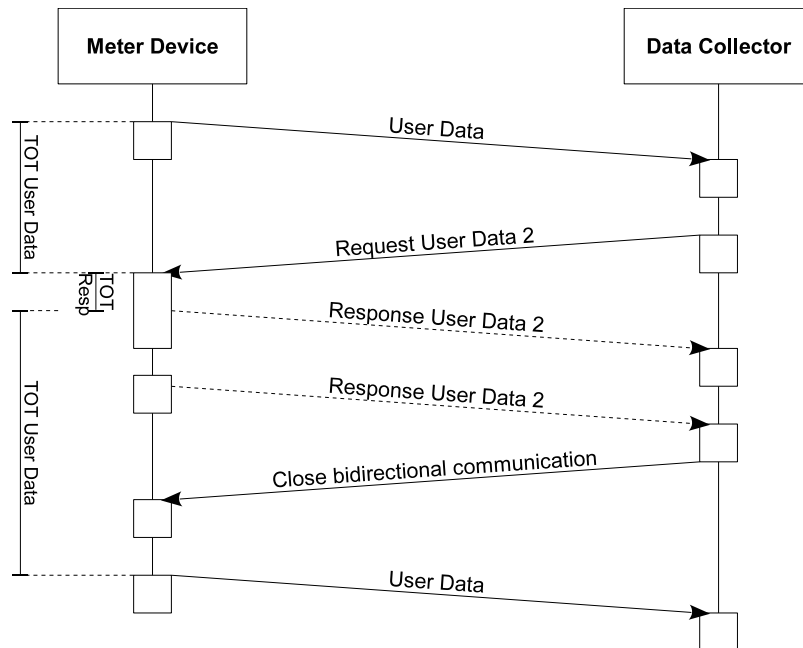 Meter Device
Data Collector
User Data
TOT User Data
Request User Data 2
TOT
Resp
Response User Data 2
Response User Data 2
TOT User Data
Close bidirectional communication
User Data